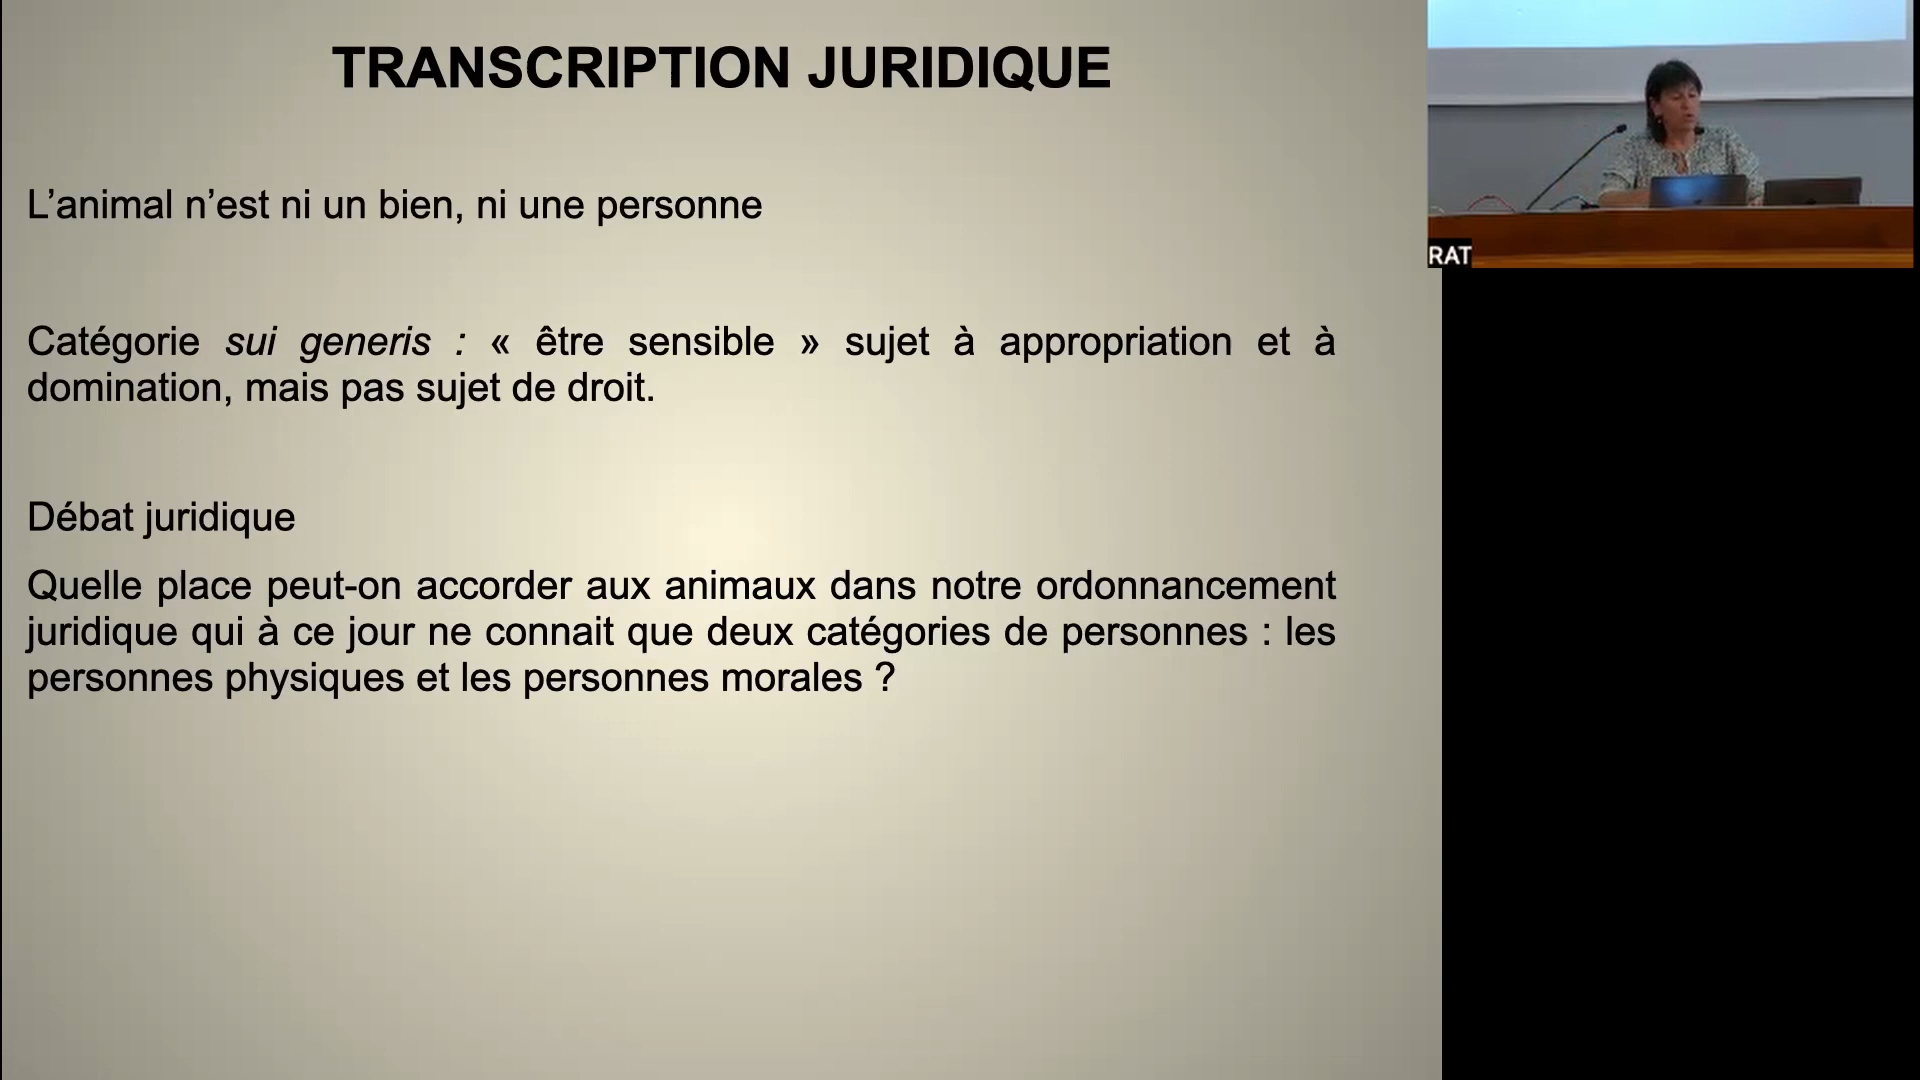 TRANSCRIPTION JURIDIQUE
L’animal n’est ni un bien, ni une personne
Catégorie sui generis : « être sensible » sujet à appropriation et à
domination, mais pas sujet de droit.
Débat juridique
Quelle place peut-on accorder aux animaux dans notre ordonnancement
juridique qui à ce jour ne connait que deux catégories de personnes : les
personnes physiques et les personnes morales ?
RAT